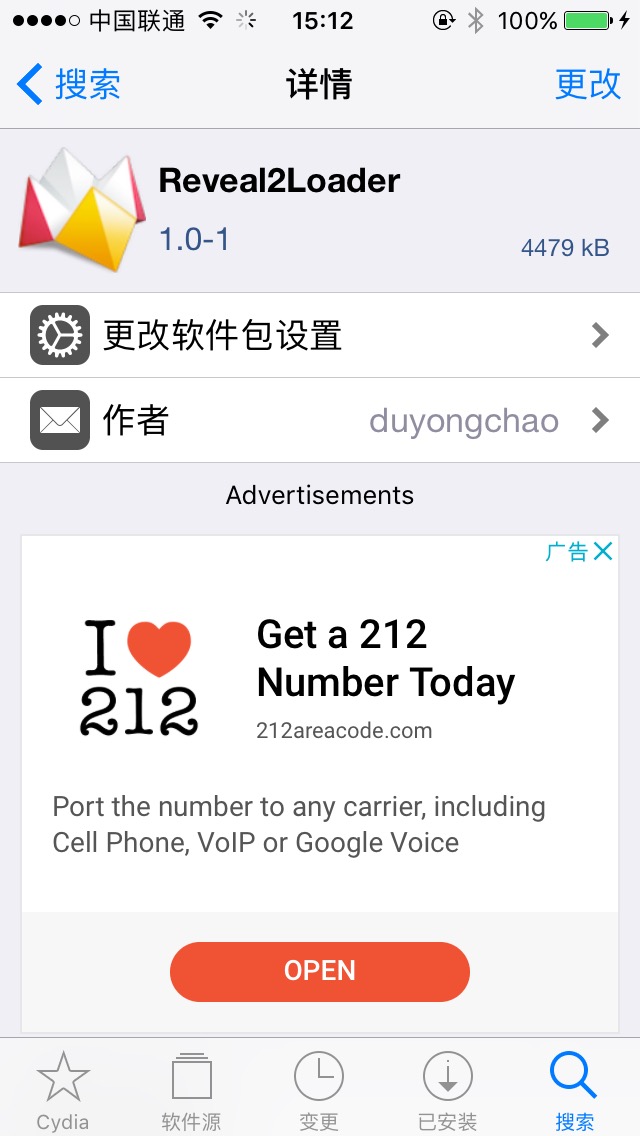 中国联通 15:12 100%
搜索 详情 更改
Reveal2Loader
1.0-1 4479 kB
更改软件包设置
作者 duyongchao
Advertisements
广告
I
212
Get a 212
Number Today
212areacode.com
Port the number to any carrier, including
Cell Phone, VoIP or Google Voice
OPEN
Cydia 软件源 变更 已安装 搜索